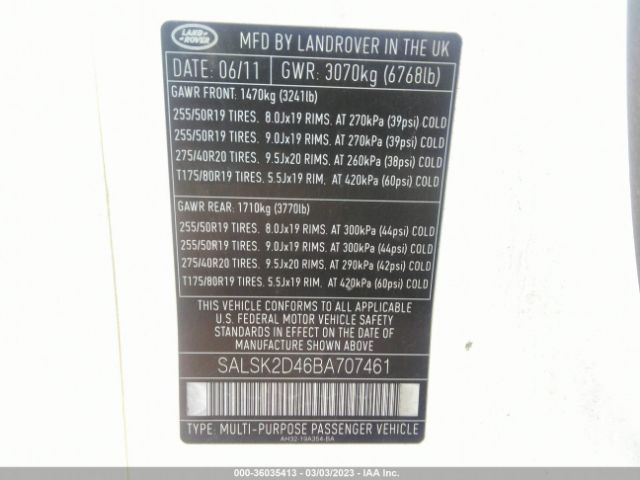 LAND
ROVER
MFD BY LANDROVER IN THE UK
DATE: 06/11 GWR: 3070kg (6768lb)
GAWR FRONT: 1470kg (3241lb)
255/50R19 TIRES. 8.0Jx19 RIMS. AT 270kPa (39psi) COLD
255/50R19 TIRES. 9.0Jx19 RIMS. AT 270kPa (39psi) COLD
275/40R20 TIRES. 9.5Jx20 RIMS. AT 260kPa (38psi) COLD
T175/80R19 TIRES. 5.5Jx19 RIM. AT 420kPa (60psi) COLD
GAWR REAR: 1710kg (3770lb)
255/50R19 TIRES. 8.0Jx19 RIMS. AT 300kPa (44psi) COLD
255/50R19 TIRES. 9.0Jx19 RIMS. AT 300kPa (44psi) COLD
275/40R20 TIRES. 9.5Jx20 RIMS. AT 290kPa (42psi) COLD
T175/80R19 TIRES. 5.5Jx19 RIM. AT 420kPa (60psi) COLD
THIS VEHICLE CONFORMS TO ALL APPLICABLE
U.S. FEDERAL MOTOR VEHICLE SAFETY
STANDARDS IN EFFECT ON THE DATE OF
MANUFACTURE SHOWN ABOVE.
SALSK2D46BA707461
TYPE: MULTI-PURPOSE PASSENGER VEHICLE
AH32-19A354-BA
000-36035413 - 03/03/2023 - IAA Inc.